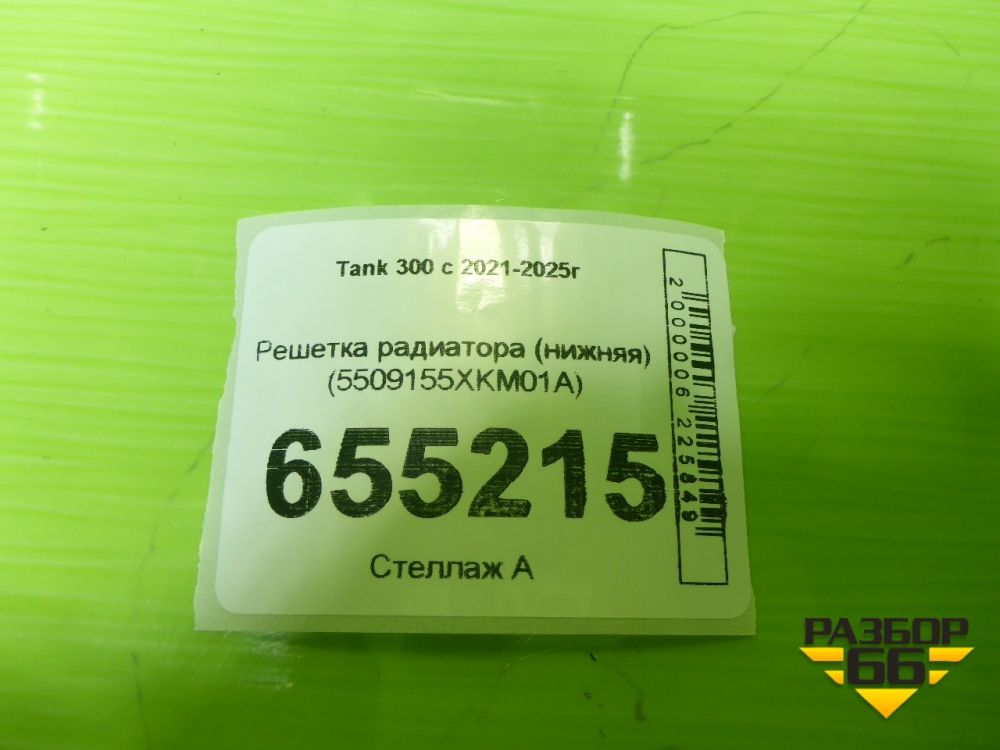 Tank 300 с 2021-2025г
Решетка радиатора (нижняя)
(5509155XKM01A)
655215
Стеллаж А
2 000006 225849
РАЗБОР
66